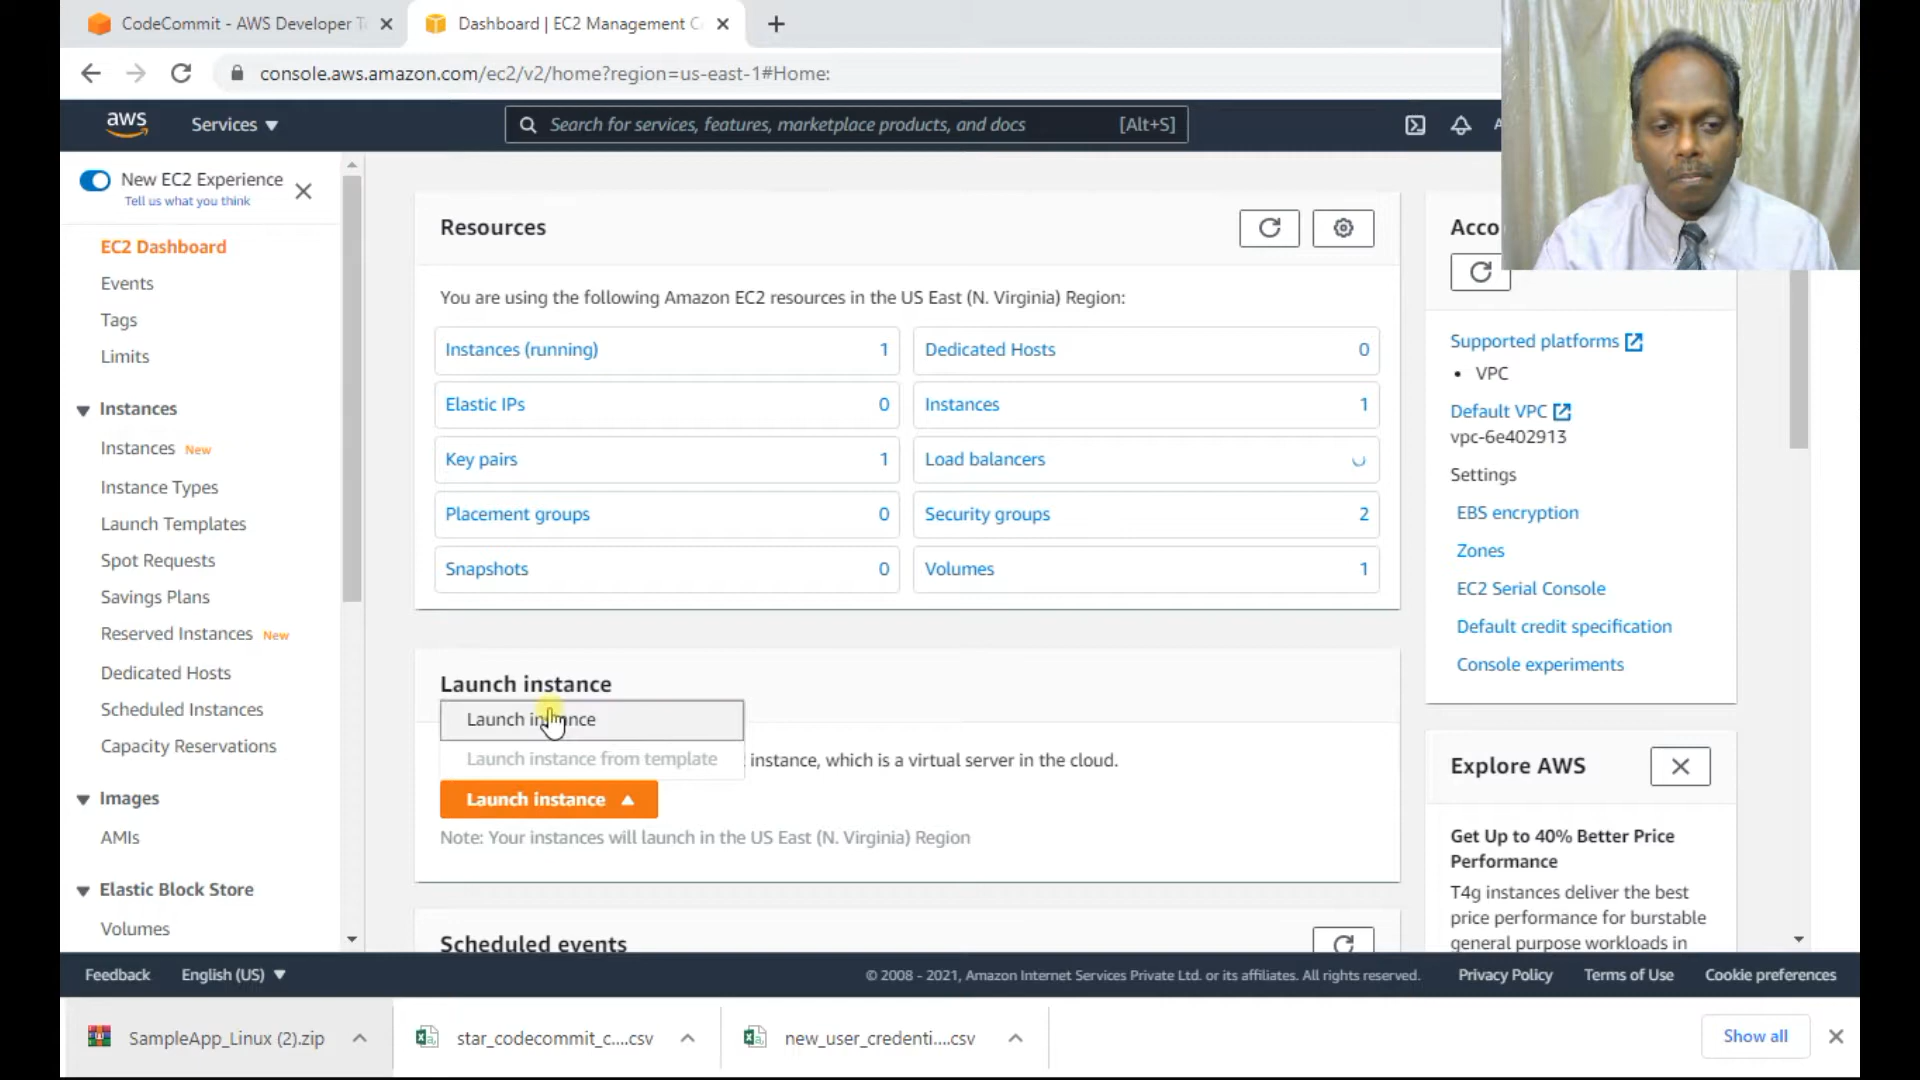 CodeCommit - AWS Developer T
Dashboard | EC2 Management C
console.aws.amazon.com/ec2/v2/home?region=us-east-1#Home:
aws
Services
Search for services, features, marketplace products, and docs
[Alt+S]
New EC2 Experience
Tell us what you think
EC2 Dashboard
Events
Tags
Limits
Instances
Instances New
Instance Types
Launch Templates
Spot Requests
Savings Plans
Reserved Instances New
Dedicated Hosts
Scheduled Instances
Capacity Reservations
Images
AMIs
Elastic Block Store
Volumes
Resources
You are using the following Amazon EC2 resources in the US East (N. Virginia) Region:
Instances (running) 1
Dedicated Hosts 0
Elastic IPs 0
Instances 1
Key pairs 1
Load balancers
Placement groups 0
Security groups 2
Snapshots 0
Volumes 1
Launch instance
Launch instance
Launch instance from template
instance, which is a virtual server in the cloud.
Launch instance
Note: Your instances will launch in the US East (N. Virginia) Region
Scheduled events
Acco
Supported platforms
• VPC
Default VPC
vpc-6e402913
Settings
EBS encryption
Zones
EC2 Serial Console
Default credit specification
Console experiments
Explore AWS
Get Up to 40% Better Price
Performance
T4g instances deliver the best
price performance for burstable
general purpose workloads in
Feedback
English (US)
© 2008 - 2021, Amazon Internet Services Private Ltd. or its affiliates. All rights reserved.
Privacy Policy
Terms of Use
Cookie preferences
SampleApp_Linux (2).zip
star_codecommit_c....csv
new_user_credenti....csv
Show all